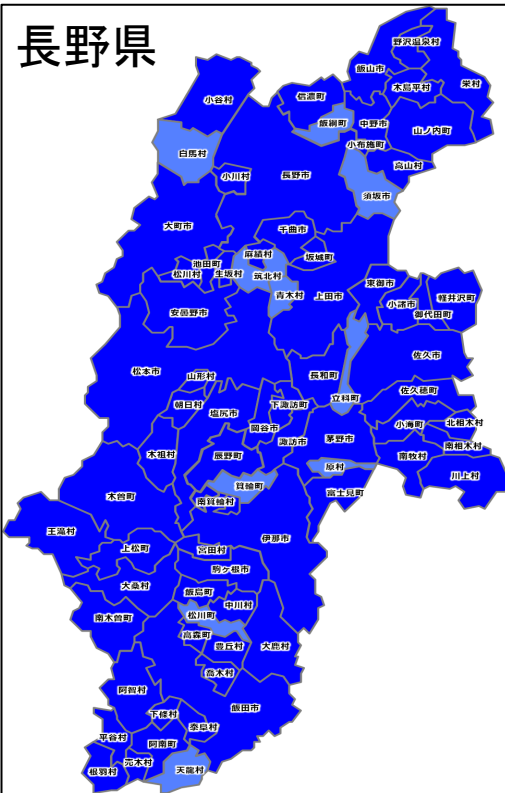 長野県
野沢温泉村
飯山市
栄村
木島平村
小谷村
信濃町
飯綱町
中野市
山ノ内町
白馬村
小布施町
高山村
小川村
長野市
須坂市
大町市
千曲市
麻績村
坂城町
池田町
松川村
生坂村
筑北村
青木村
上田市
東御市
小諸市
軽井沢町
御代田町
安曇野市
佐久市
松本市
山形村
長和町
朝日村
塩尻市
下諏訪町
立科町
佐久穂町
岡谷市
小海町
北相木村
諏訪市
茅野市
南相木村
木祖村
辰野町
南牧村
原村
川上村
箕輪町
富士見町
木曽町
南箕輪村
王滝村
伊那市
上松町
宮田村
駒ヶ根市
大桑村
飯島町
中川村
南木曽町
松川町
高森町
豊丘村
大鹿村
高木村
阿智村
飯田市
下條村
泰阜村
平谷村
阿南町
売木村
根羽村
天龍村